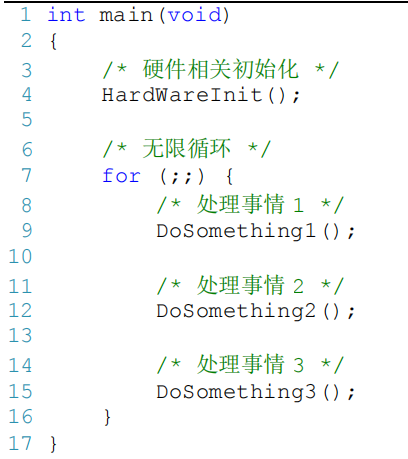 1 int main(void)
2 {
3 /* 硬件相关初始化 */
4 HardWareInit();
5
6 /* 无限循环 */
7 for (;;) {
8 /* 处理事情 1 */
9 DoSomething1();
10
11 /* 处理事情 2 */
12 DoSomething2();
13
14 /* 处理事情 3 */
15 DoSomething3();
16 }
17 }